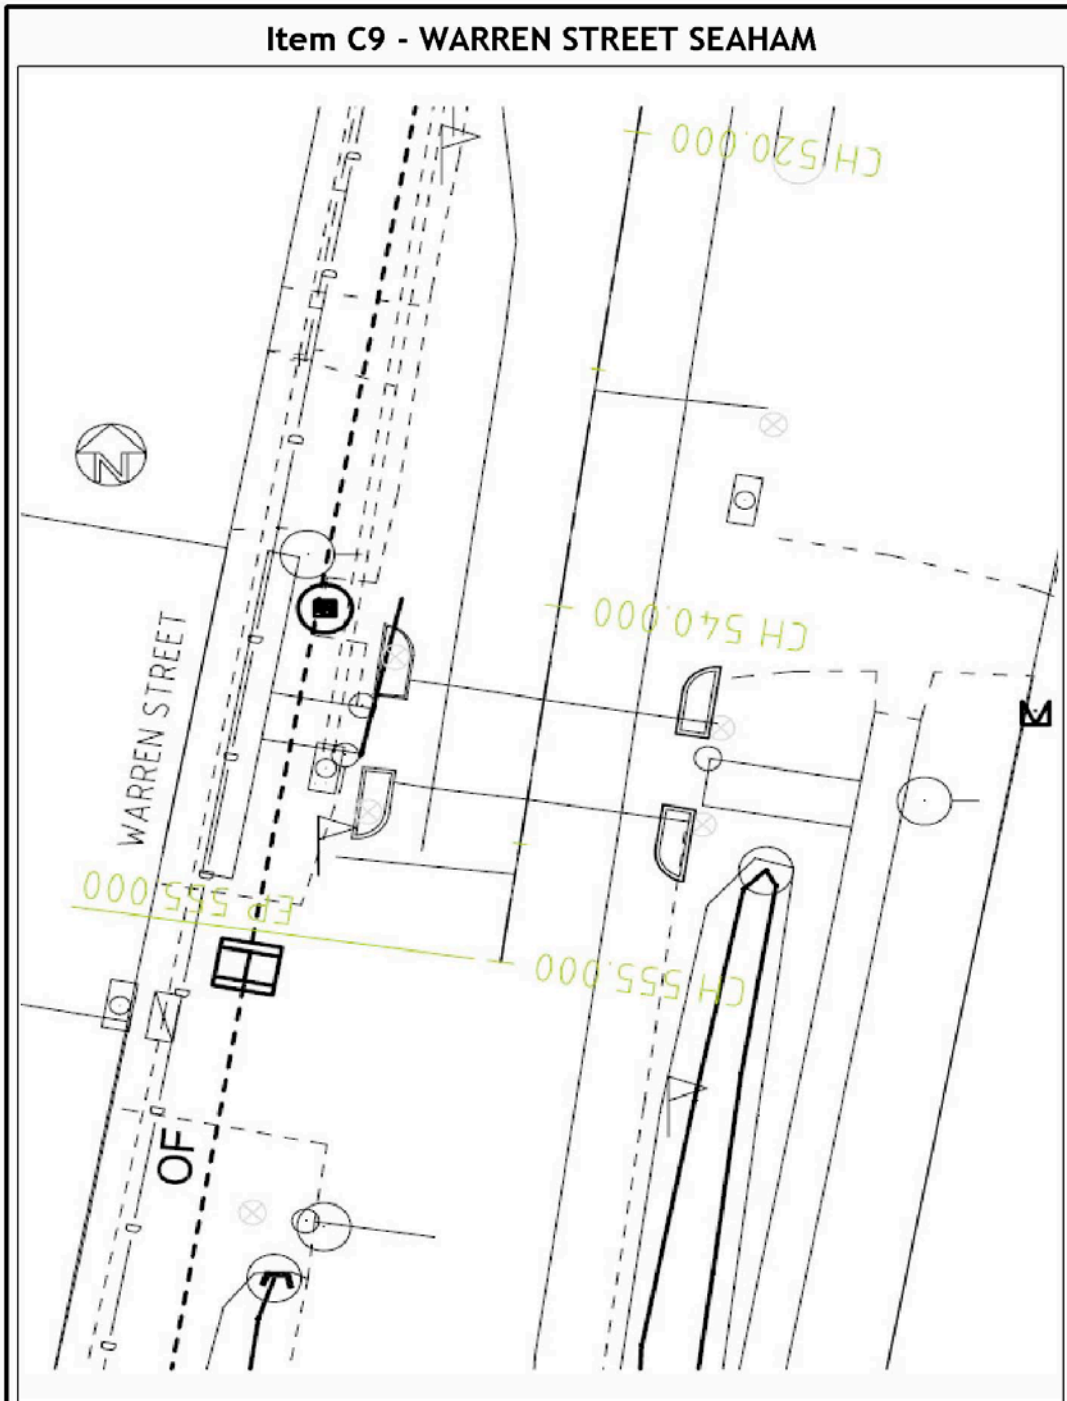 Item C9 - WARREN STREET SEAHAM
CH 520.000
N
CH 540.000
WARREN STREET
EP 555.000
CH 555.000
OF